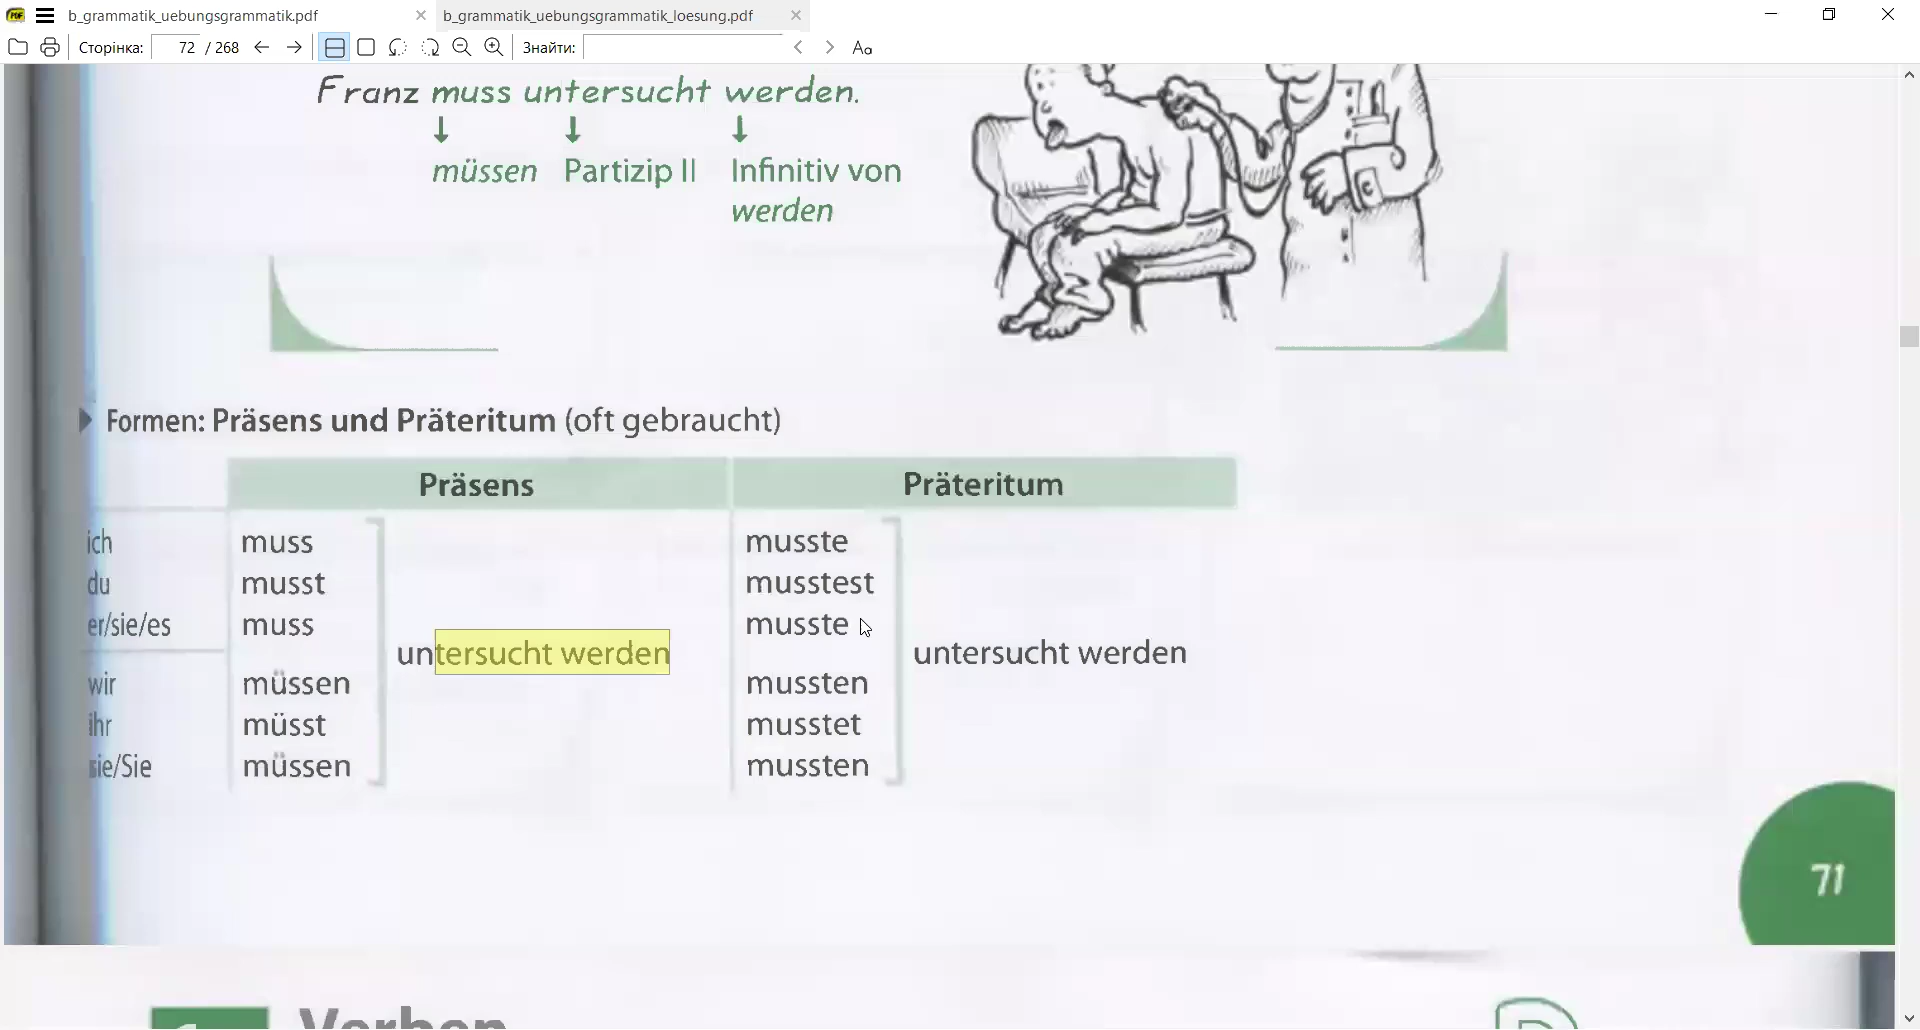 b_grammatik_uebungsgrammatik.pdf
b_grammatik_uebungsgrammatik_loesung.pdf
Сторінка: 72 / 268
Знайти:
Aa
Franz muss untersucht werden.
müssen Partizip II Infinitiv von
werden
Formen: Präsens und Präteritum (oft gebraucht)
Präsens Präteritum
ich muss musste
du musst musstest
er/sie/es muss musste
untersucht werden untersucht werden
wir müssen mussten
ihr müsst musstet
sie/Sie müssen mussten
71
Verben